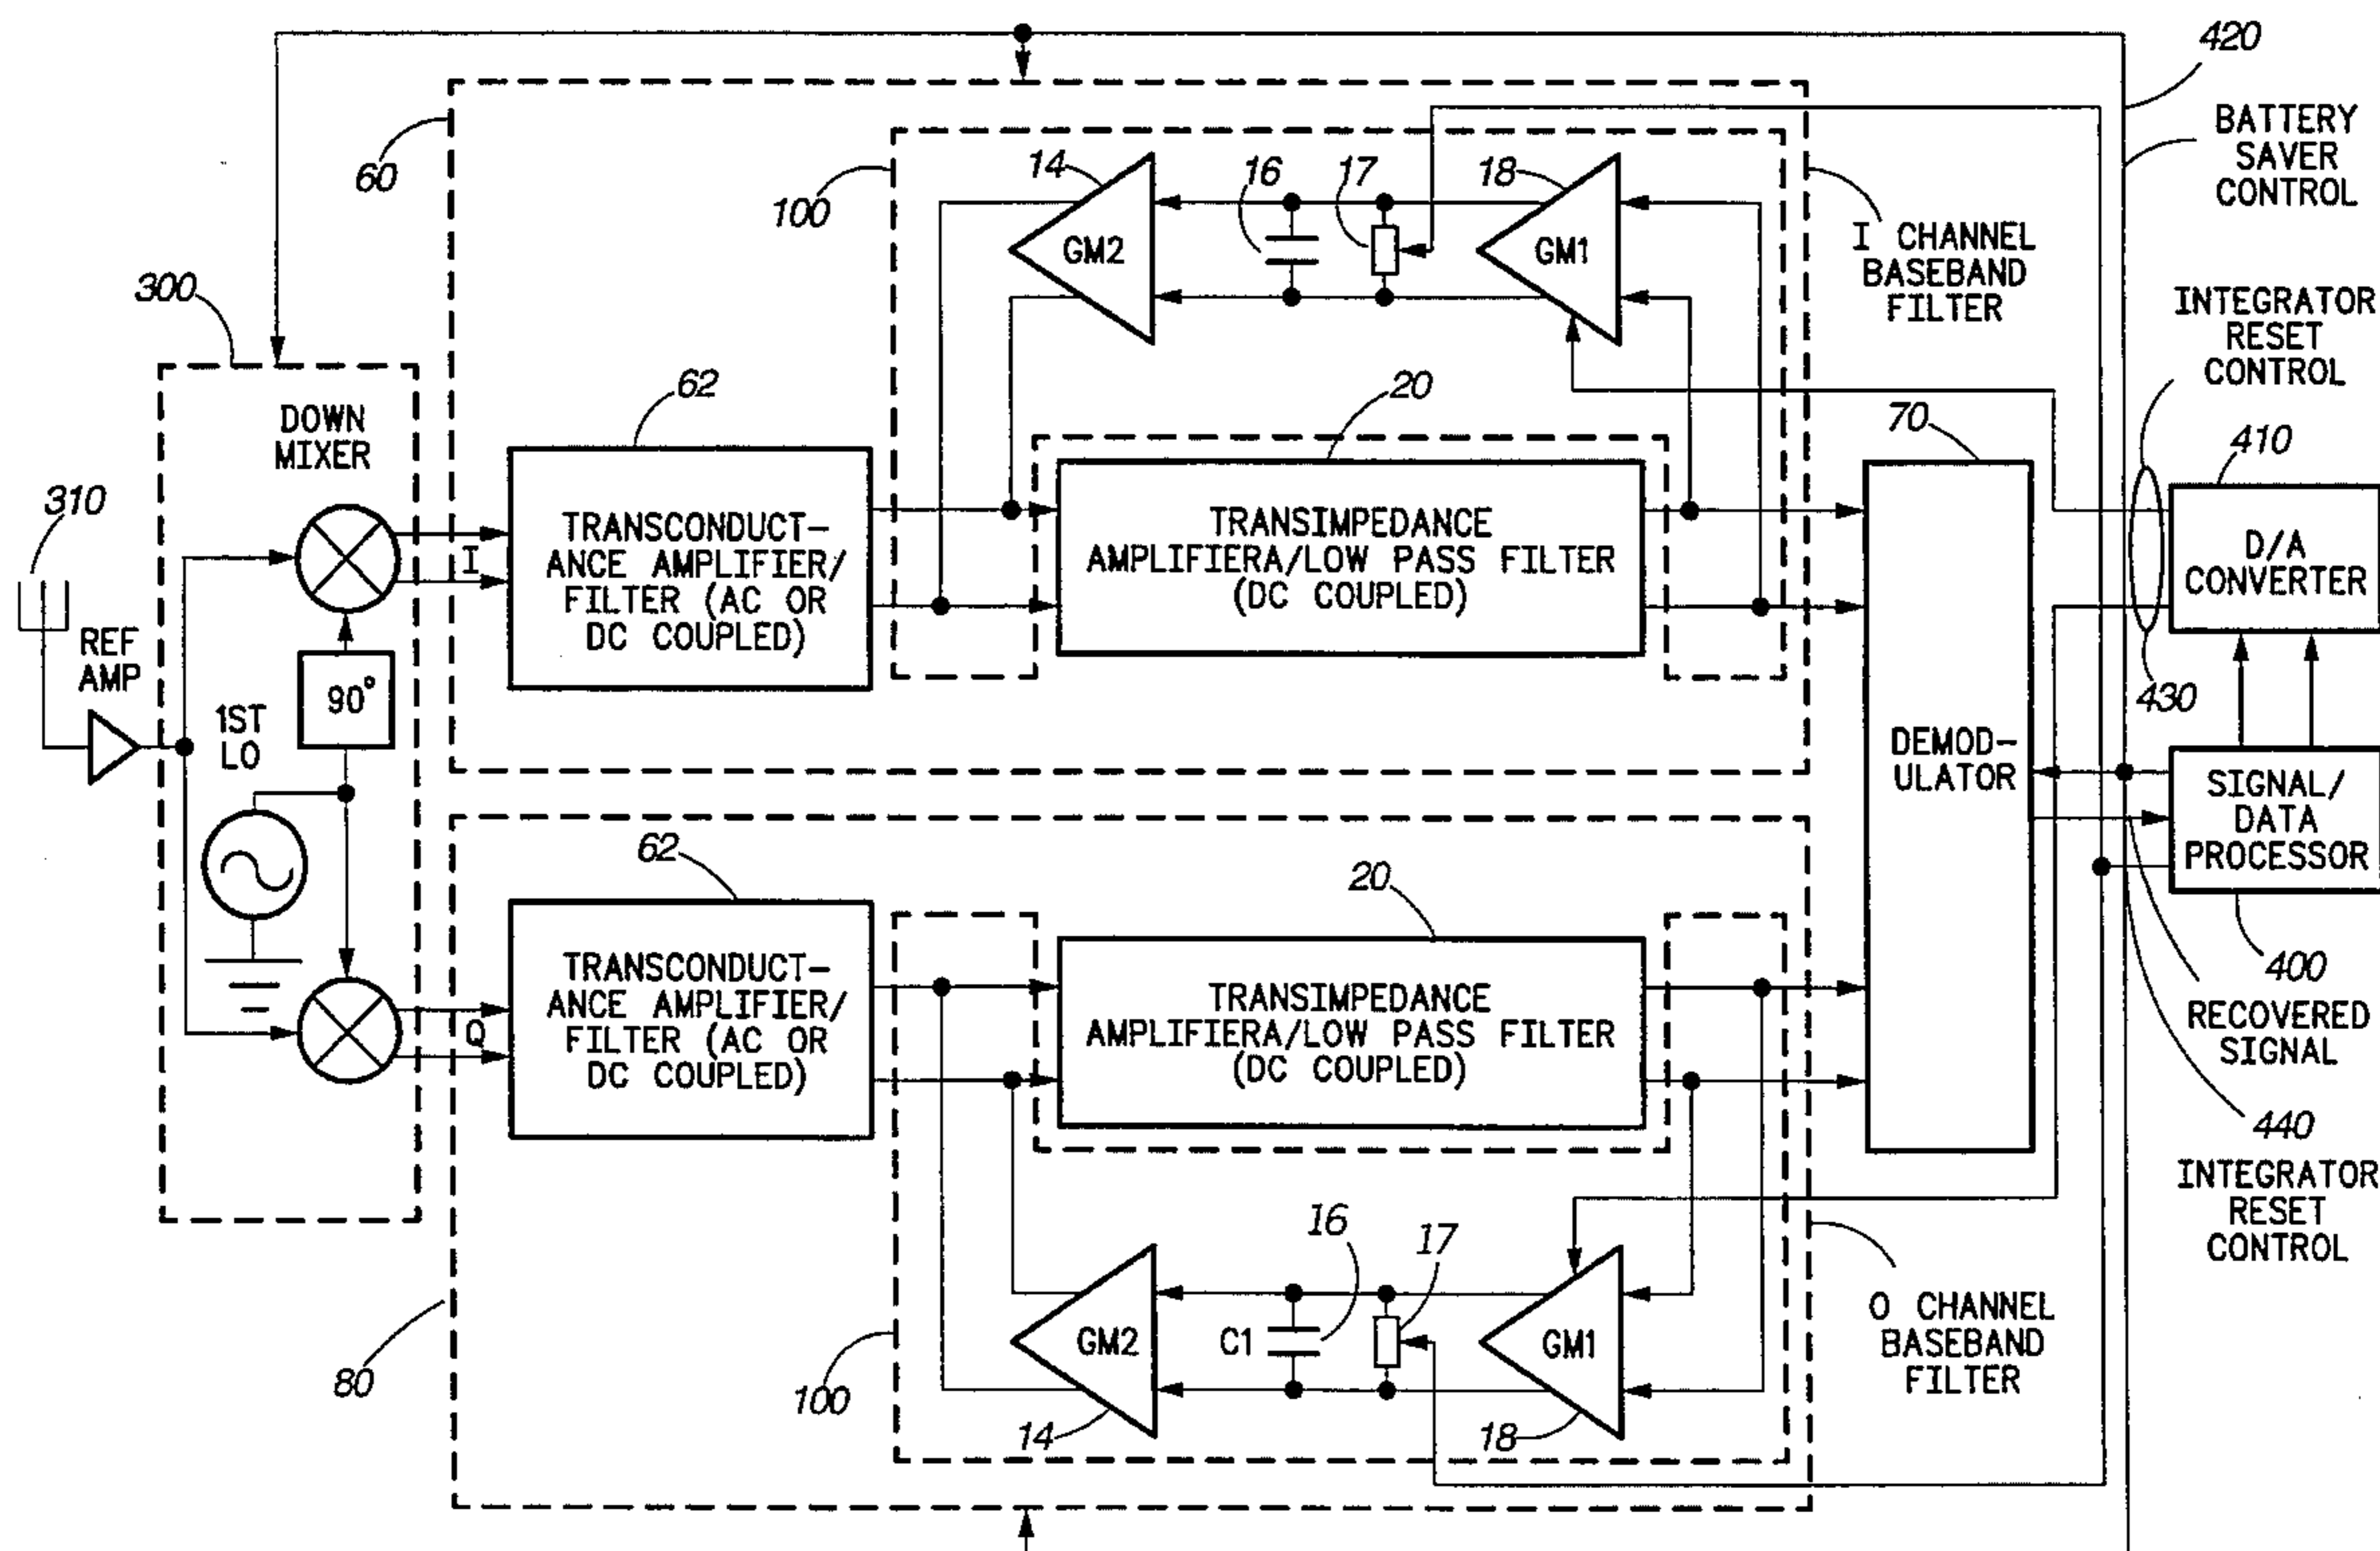 420
BATTERY
SAVER
CONTROL
60
100
14
16
17
18
GM2
GM1
I CHANNEL
BASEBAND
FILTER
INTEGRATOR
RESET
CONTROL
300
DOWN
MIXER
62
20
70
410
310
I
TRANSCONDUCT-
ANCE AMPLIFIER/
FILTER (AC OR
DC COUPLED)
TRANSIMPEDANCE
AMPLIFIERA/LOW PASS FILTER
(DC COUPLED)
D/A
CONVERTER
REF
AMP
90°
1ST
LO
430
DEMOD-
ULATOR
SIGNAL/
DATA
PROCESSOR
62
20
400
Q
TRANSCONDUCT-
ANCE AMPLIFIER/
FILTER (AC OR
DC COUPLED)
TRANSIMPEDANCE
AMPLIFIERA/LOW PASS FILTER
(DC COUPLED)
RECOVERED
SIGNAL
440
INTEGRATOR
RESET
CONTROL
16
17
GM2
C1
GM1
O CHANNEL
BASEBAND
FILTER
80
100
14
18